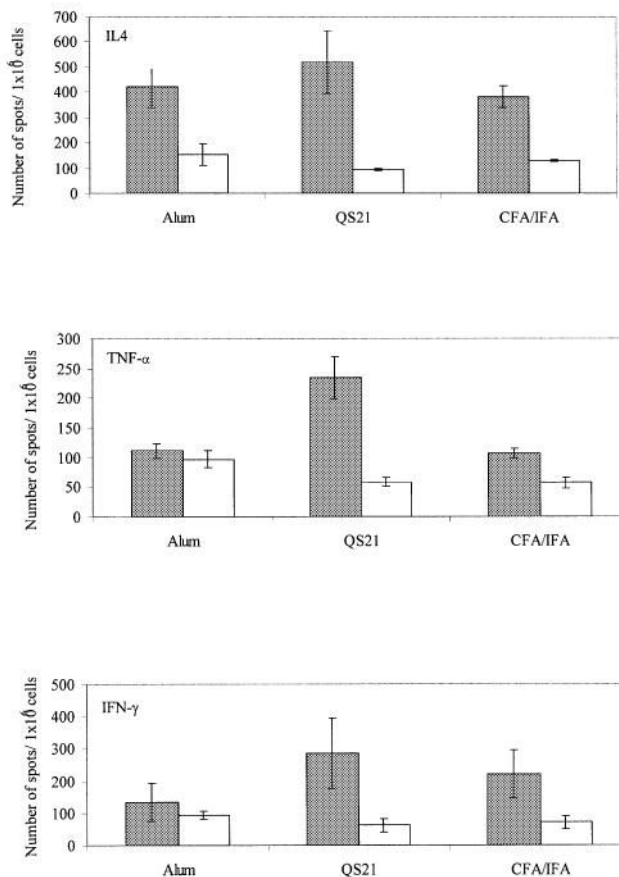 IL4
Number of spots/ 1x10⁶ cells
700
600
500
400
300
200
100
0
Alum QS21 CFA/IFA
TNF-α
Number of spots/ 1x10⁶ cells
300
250
200
150
100
50
0
Alum QS21 CFA/IFA
IFN-γ
Number of spots/ 1x10⁶ cells
500
400
300
200
100
0
Alum QS21 CFA/IFA